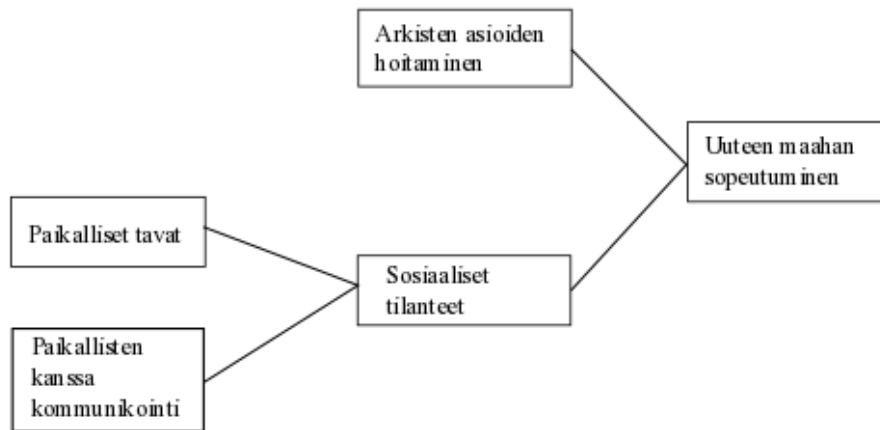 Arkisten asioiden
hoitaminen
Uuteen maahan
sopeutuminen
Paikalliset tavat
Sosiaaliset
tilanteet
Paikallisten
kanssa
kommunikointi